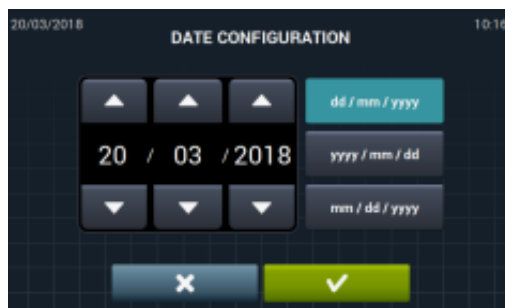 20/03/2018
DATE CONFIGURATION
10:16
dd / mm / yyyy
20 / 03 / 2018
yyyy / mm / dd
mm / dd / yyyy